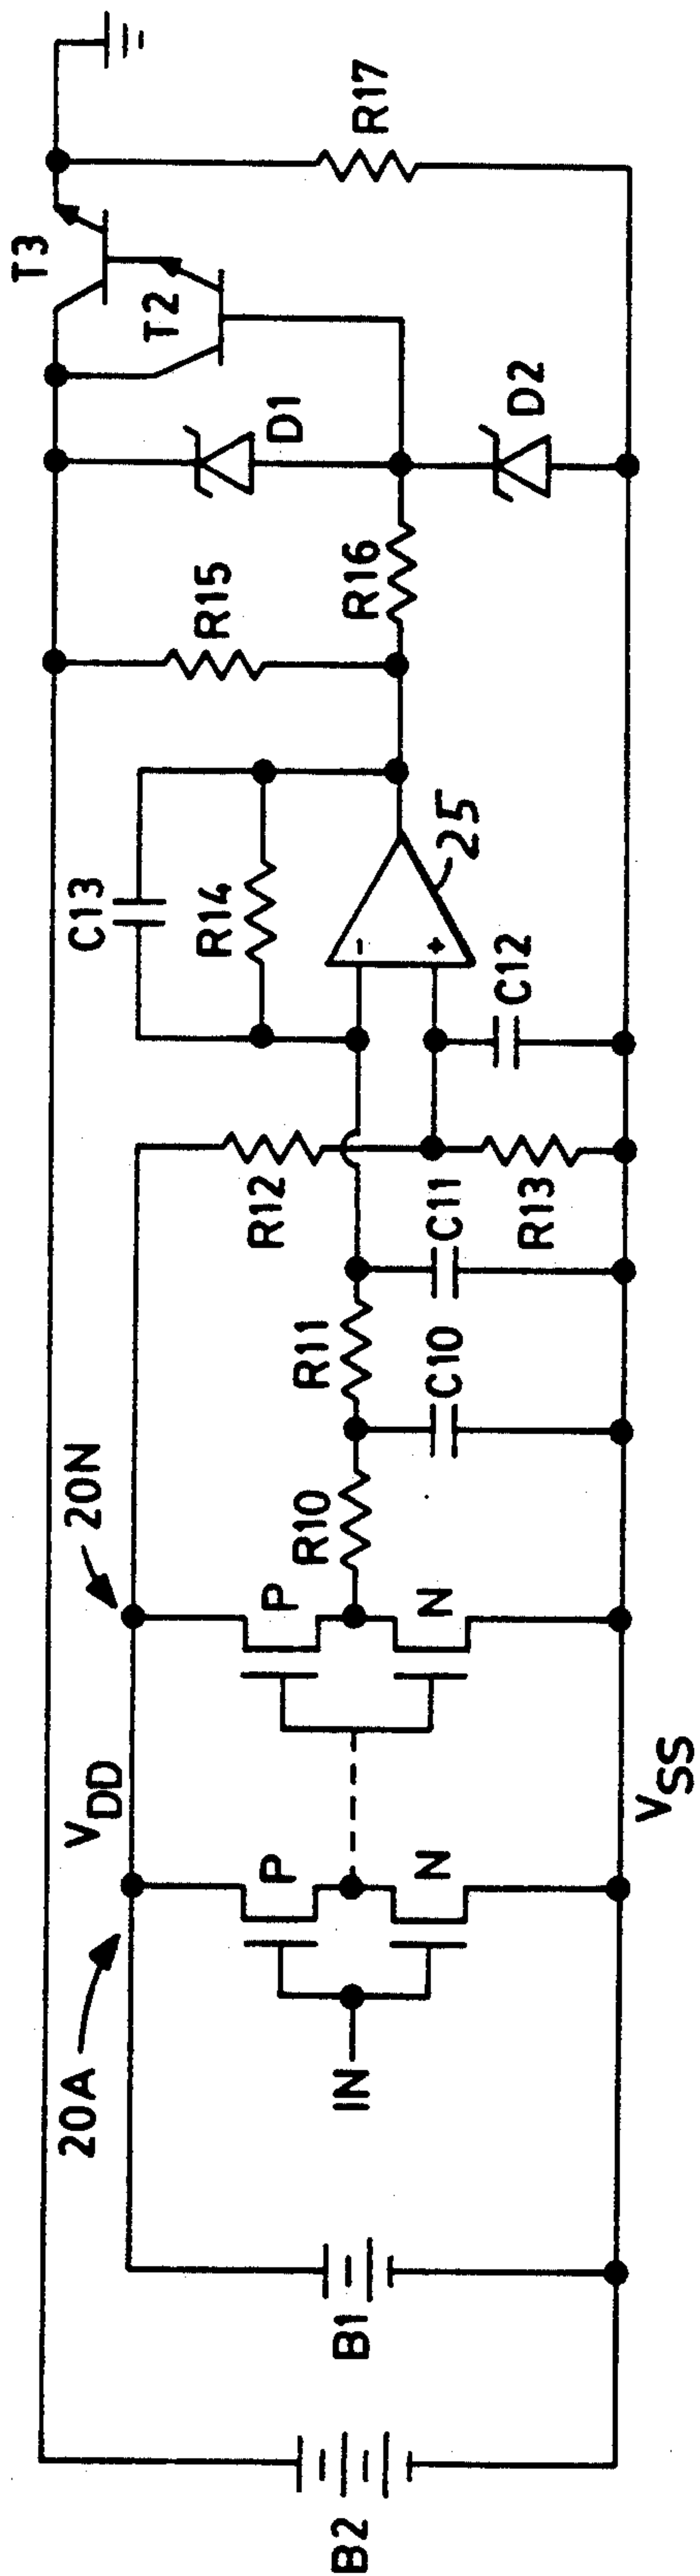 20A
VDD
20N
C13
T3
R14
R15
D1
T2
R12
R17
P
P
R10
R11
-
R16
IN
+
25
B2
B1
N
N
C10
C11
R13
C12
D2
VSS